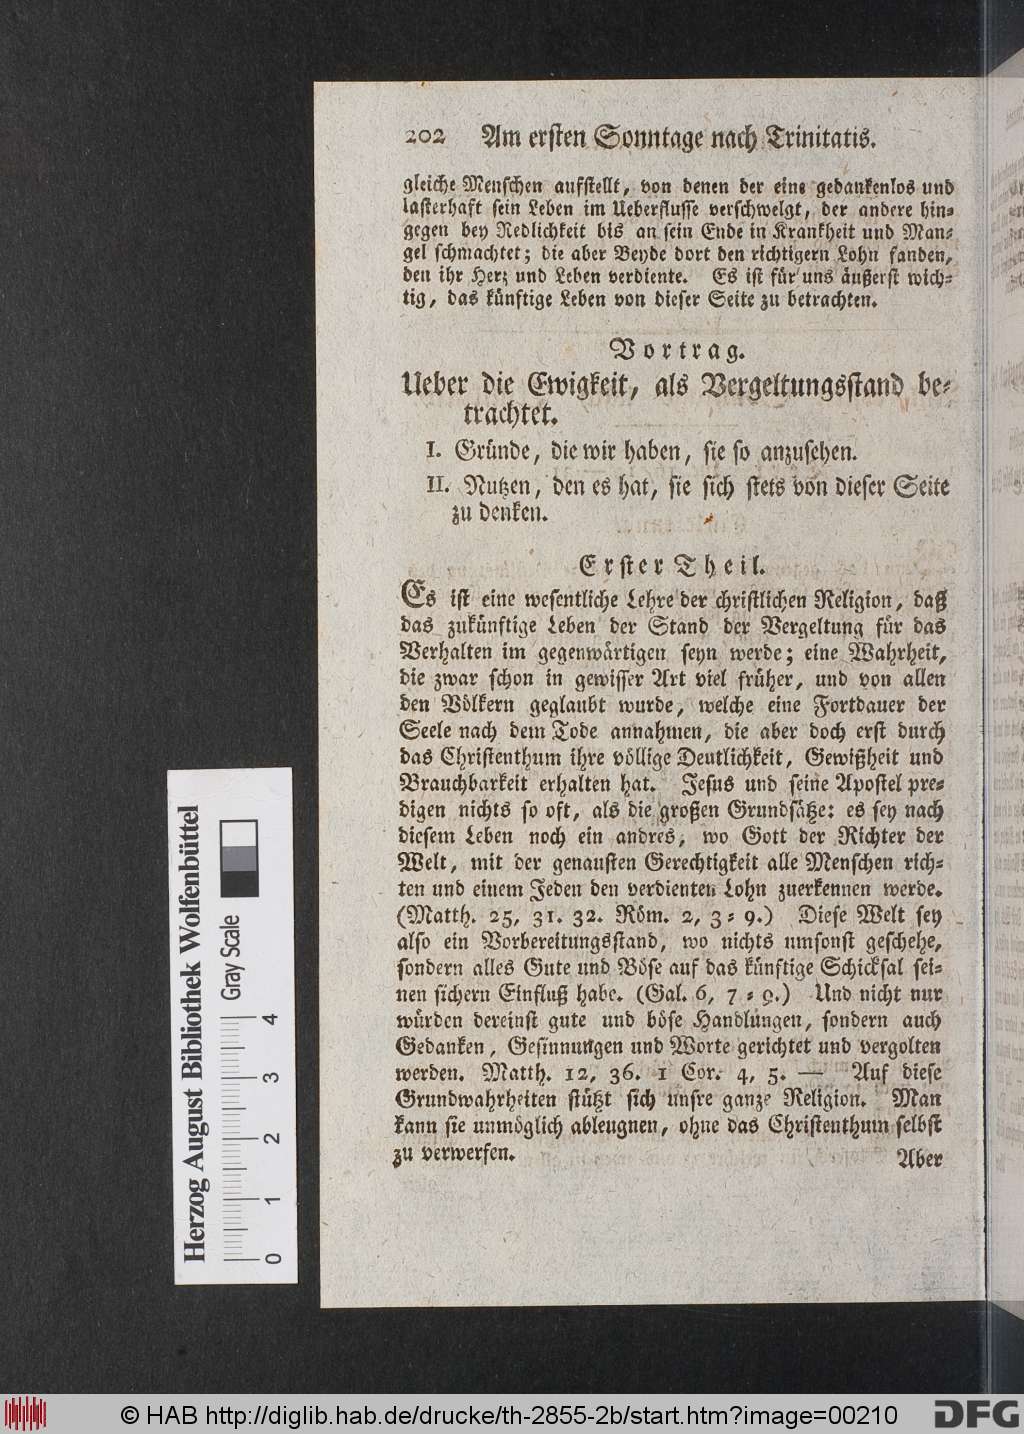 202 Am ersten Sonntage nach Trinitatis.
gleiche Menschen aufstellt, von denen der eine gedankenlos und
lasterhaft sein Leben im Ueberflusse verschwelgt, der andere hin=
gegen bey Redlichkeit bis an sein Ende in Krankheit und Man=
gel schmachtet; die aber Beyde dort den richtigern Lohn fanden,
den ihr Herz und Leben verdiente. Es ist für uns äußerst wich=
tig, das künftige Leben von dieser Seite zu betrachten.
Vortrag.
Ueber die Ewigkeit, als Vergeltungsstand be=
trachtet.
I. Gründe, die wir haben, sie so anzusehen.
II. Nutzen, den es hat, sie sich stets von dieser Seite
zu denken.
Erster Theil.
Es ist eine wesentliche Lehre der christlichen Religion, daß
das zukünftige Leben der Stand der Vergeltung für das
Verhalten im gegenwärtigen seyn werde; eine Wahrheit,
die zwar schon in gewisser Art viel früher, und von allen
den Völkern geglaubt wurde, welche eine Fortdauer der
Seele nach dem Tode annahmen, die aber doch erst durch
das Christenthum ihre völlige Deutlichkeit, Gewißheit und
Brauchbarkeit erhalten hat. Jesus und seine Apostel pre=
digen nichts so oft, als die großen Grundsätze: es sey nach
diesem Leben noch ein andres, wo Gott der Richter der
Welt, mit der genausten Gerechtigkeit alle Menschen rich=
ten und einem Jeden den verdienten Lohn zuerkennen werde.
(Matth. 25, 31. 32. Röm. 2, 3=9.) Diese Welt sey
also ein Vorbereitungsstand, wo nichts umsonst geschehe,
sondern alles Gute und Böse auf das künftige Schicksal sei=
nen sichern Einfluß habe. (Gal. 6, 7=9.) Und nicht nur
würden dereinst gute und böse Handlungen, sondern auch
Gedanken, Gesinnungen und Worte gerichtet und vergolten
werden. Matth. 12, 36. 1 Cor. 4, 5. — Auf diese
Grundwahrheiten stützt sich unsre ganze Religion. Man
kann sie unmöglich ableugnen, ohne das Christenthum selbst
zu verwerfen.
Aber
Herzog August Bibliothek Wolfenbüttel
Gray Scale
0 1 2 3 4
© HAB http://diglib.hab.de/drucke/th-2855-2b/start.htm?image=00210
DFG